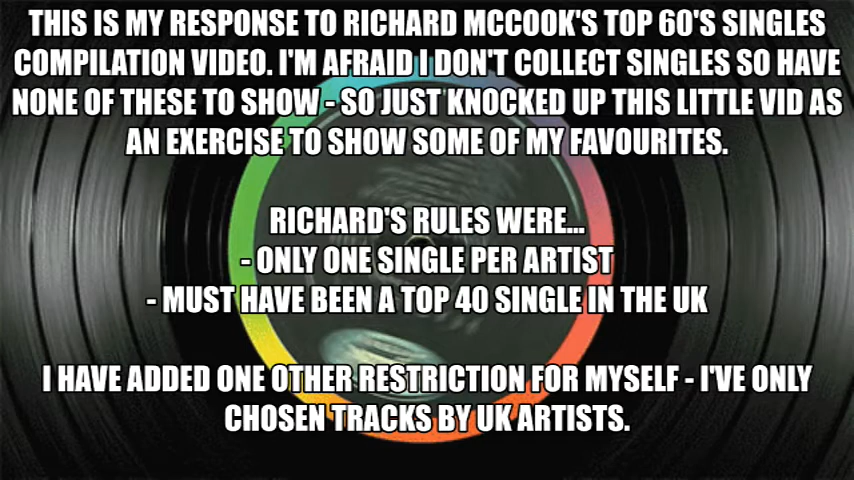 THIS IS MY RESPONSE TO RICHARD MCCOOK'S TOP 60'S SINGLES
COMPILATION VIDEO. I'M AFRAID I DON'T COLLECT SINGLES SO HAVE
NONE OF THESE TO SHOW - SO JUST KNOCKED UP THIS LITTLE VID AS
AN EXERCISE TO SHOW SOME OF MY FAVOURITES.
RICHARD'S RULES WERE...
- ONLY ONE SINGLE PER ARTIST
- MUST HAVE BEEN A TOP 40 SINGLE IN THE UK
I HAVE ADDED ONE OTHER RESTRICTION FOR MYSELF - I'VE ONLY
CHOSEN TRACKS BY UK ARTISTS.